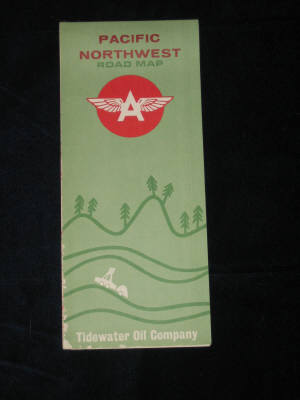 PACIFIC
NORTHWEST
ROAD MAP
A
Tidewater Oil Company